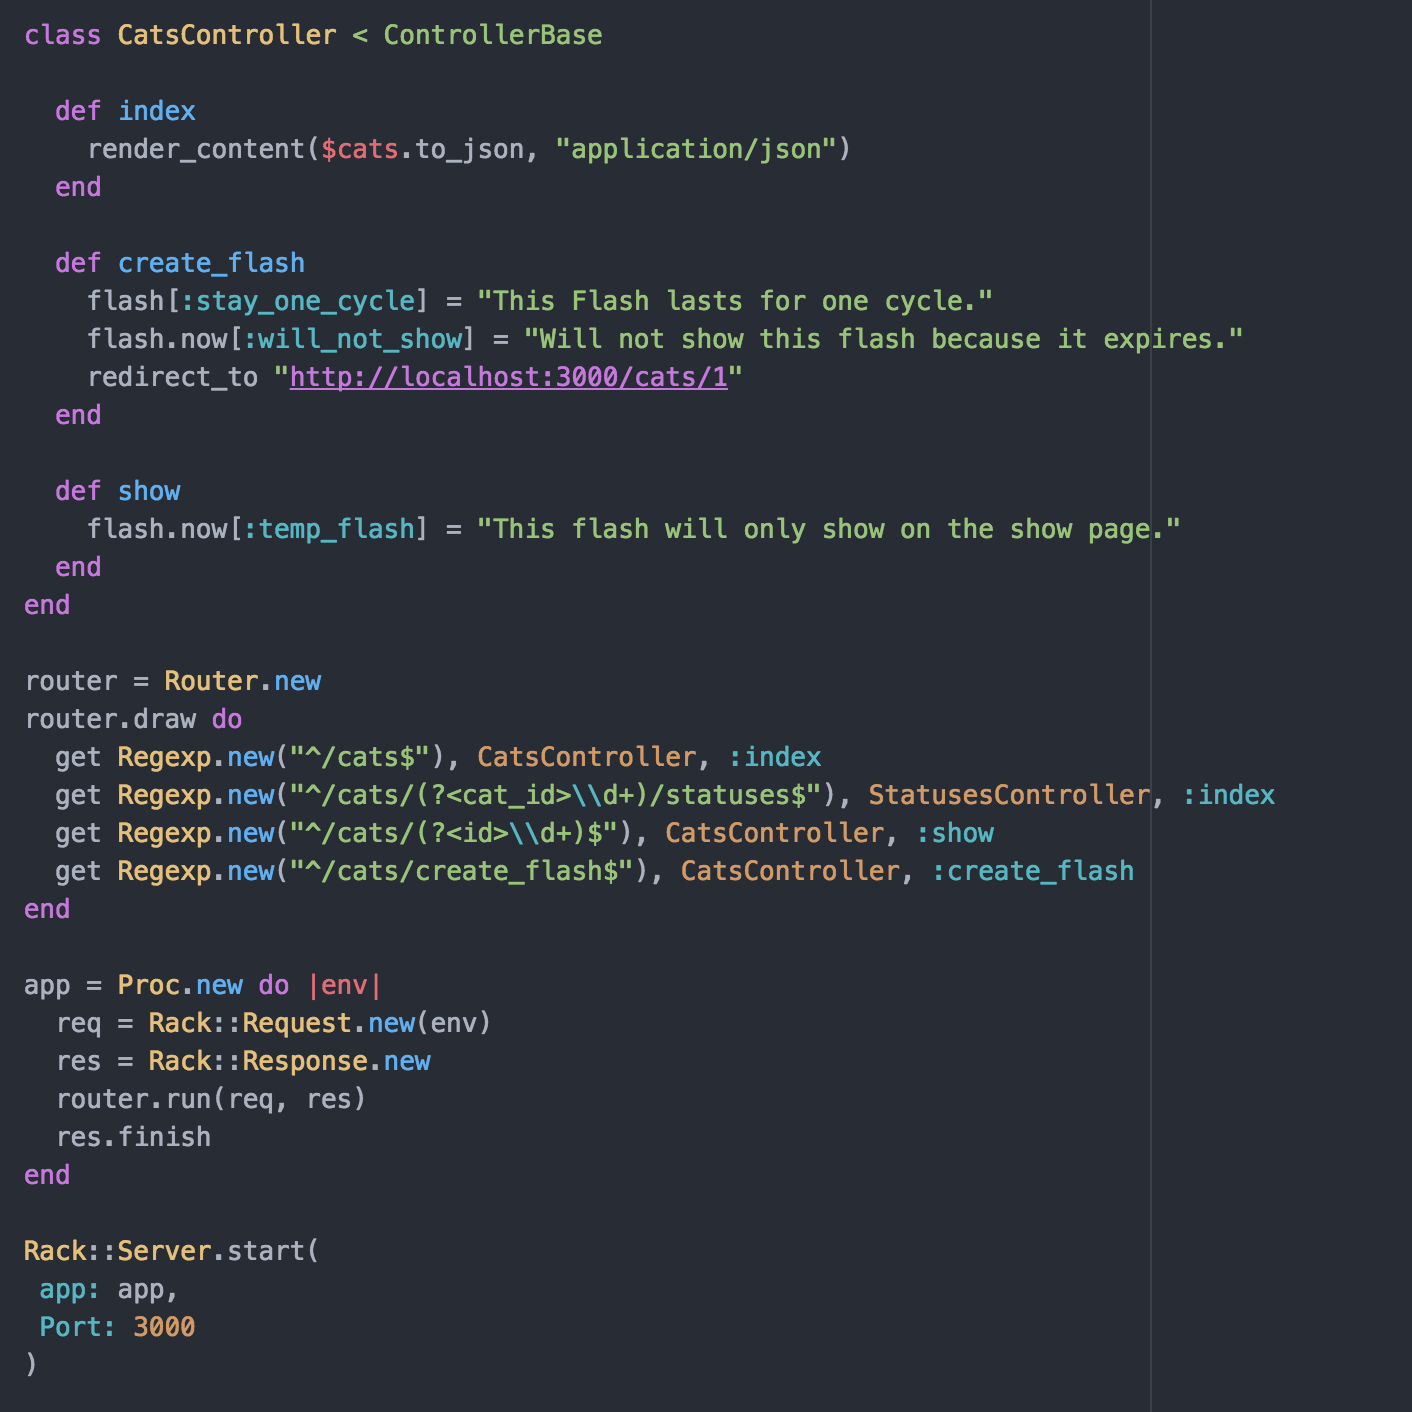 class CatsController < ControllerBase
def index
render_content($cats.to_json, "application/json")
end
def create_flash
flash[:stay_one_cycle] = "This Flash lasts for one cycle."
flash.now[:will_not_show] = "Will not show this flash because it expires."
redirect_to "http://localhost:3000/cats/1"
end
def show
flash.now[:temp_flash] = "This flash will only show on the show page."
end
end
router = Router.new
router.draw do
get Regexp.new("^/cats$"), CatsController, :index
get Regexp.new("^/cats/(?<cat_id>\\d+)/statuses$"), StatusesController, :index
get Regexp.new("^/cats/(?<id>\\d+)$"), CatsController, :show
get Regexp.new("^/cats/create_flash$"), CatsController, :create_flash
end
app = Proc.new do |env|
req = Rack::Request.new(env)
res = Rack::Response.new
router.run(req, res)
res.finish
end
Rack::Server.start(
app: app,
Port: 3000
)